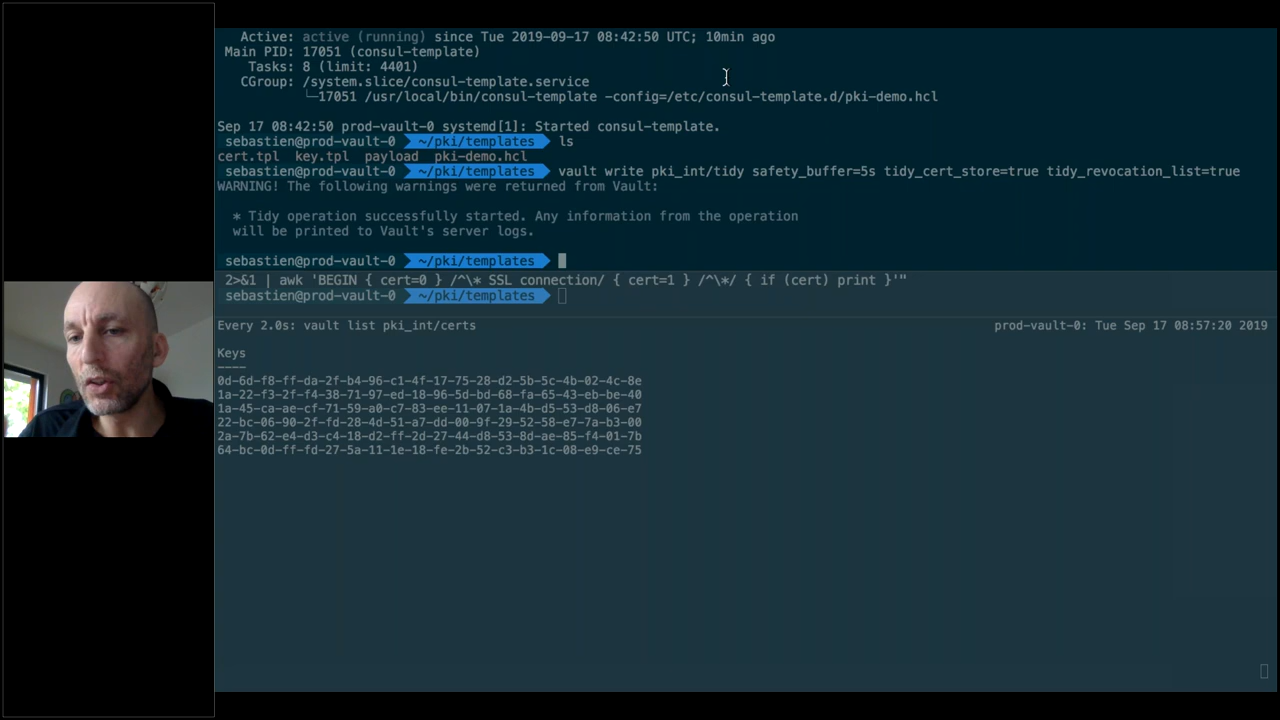 Active: active (running) since Tue 2019-09-17 08:42:50 UTC; 10min ago
Main PID: 17051 (consul-template)
Tasks: 8 (limit: 4401)
CGroup: /system.slice/consul-template.service
└─17051 /usr/local/bin/consul-template -config=/etc/consul-template.d/pki-demo.hcl
Sep 17 08:42:50 prod-vault-0 systemd[1]: Started consul-template.
sebastien@prod-vault-0 ~/pki/templates ls
cert.tpl key.tpl payload pki-demo.hcl
sebastien@prod-vault-0 ~/pki/templates vault write pki_int/tidy safety_buffer=5s tidy_cert_store=true tidy_revocation_list=true
WARNING! The following warnings were returned from Vault:
* Tidy operation successfully started. Any information from the operation
will be printed to Vault's server logs.
sebastien@prod-vault-0 ~/pki/templates
2>&1 | awk 'BEGIN { cert=0 } /^\* SSL connection/ { cert=1 } /^\*/ { if (cert) print }'"
sebastien@prod-vault-0 ~/pki/templates
Every 2.0s: vault list pki_int/certs prod-vault-0: Tue Sep 17 08:57:20 2019
Keys
----
0d-6d-f8-ff-da-2f-b4-96-c1-4f-17-75-28-d2-5b-5c-4b-02-4c-8e
1a-22-f3-2f-f4-38-71-97-ed-18-96-5d-bd-68-fa-65-43-eb-be-40
1a-45-ca-ae-cf-71-59-a0-c7-83-ee-11-07-1a-4b-d5-53-d8-06-e7
22-bc-06-90-2f-fd-28-4d-51-a7-dd-00-9f-29-52-58-e7-7a-b3-00
2a-7b-62-e4-d3-c4-18-d2-ff-2d-27-44-d8-53-8d-ae-85-f4-01-7b
64-bc-0d-ff-fd-27-5a-11-1e-18-fe-2b-52-c3-b3-1c-08-e9-ce-75